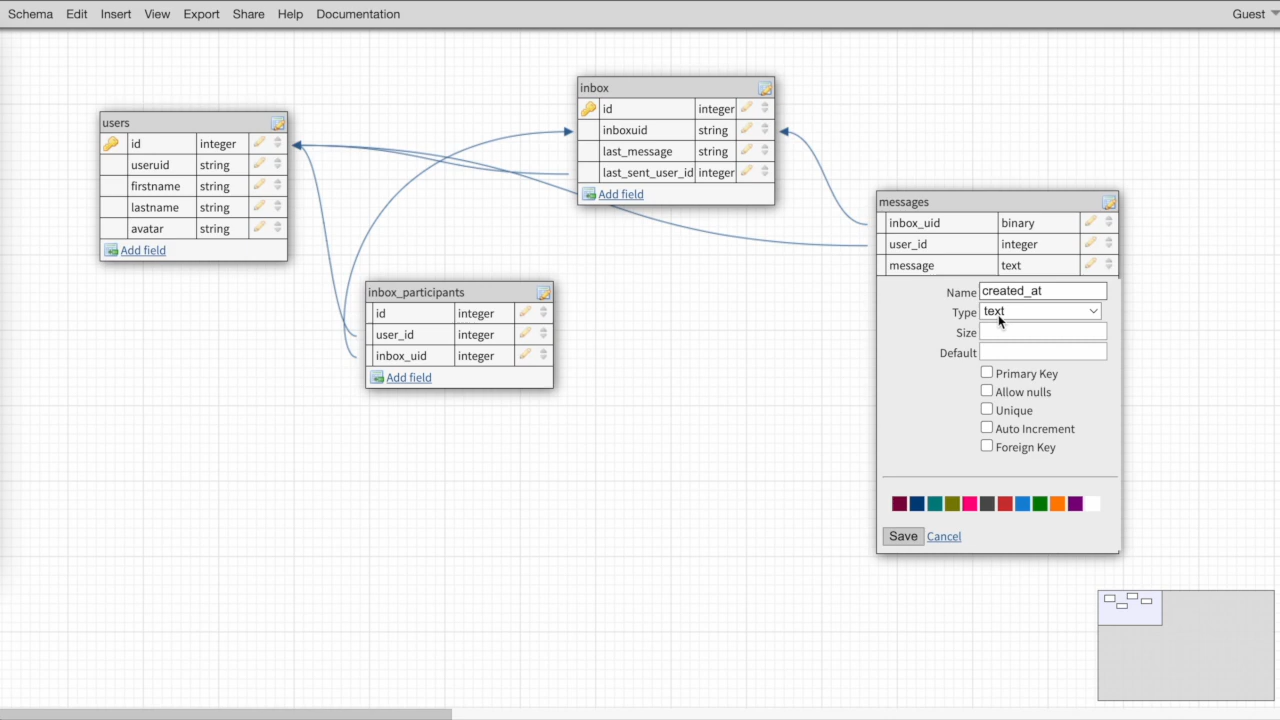 Schema Edit Insert View Export Share Help Documentation Guest
users
id integer
useruid string
firstname string
lastname string
avatar string
Add field
inbox
id integer
inboxuid string
last_message string
last_sent_user_id integer
Add field
inbox_participants
id integer
user_id integer
inbox_uid integer
Add field
messages
inbox_uid binary
user_id integer
message text
Name created_at
Type text
Size
Default
Primary Key
Allow nulls
Unique
Auto Increment
Foreign Key
Save Cancel